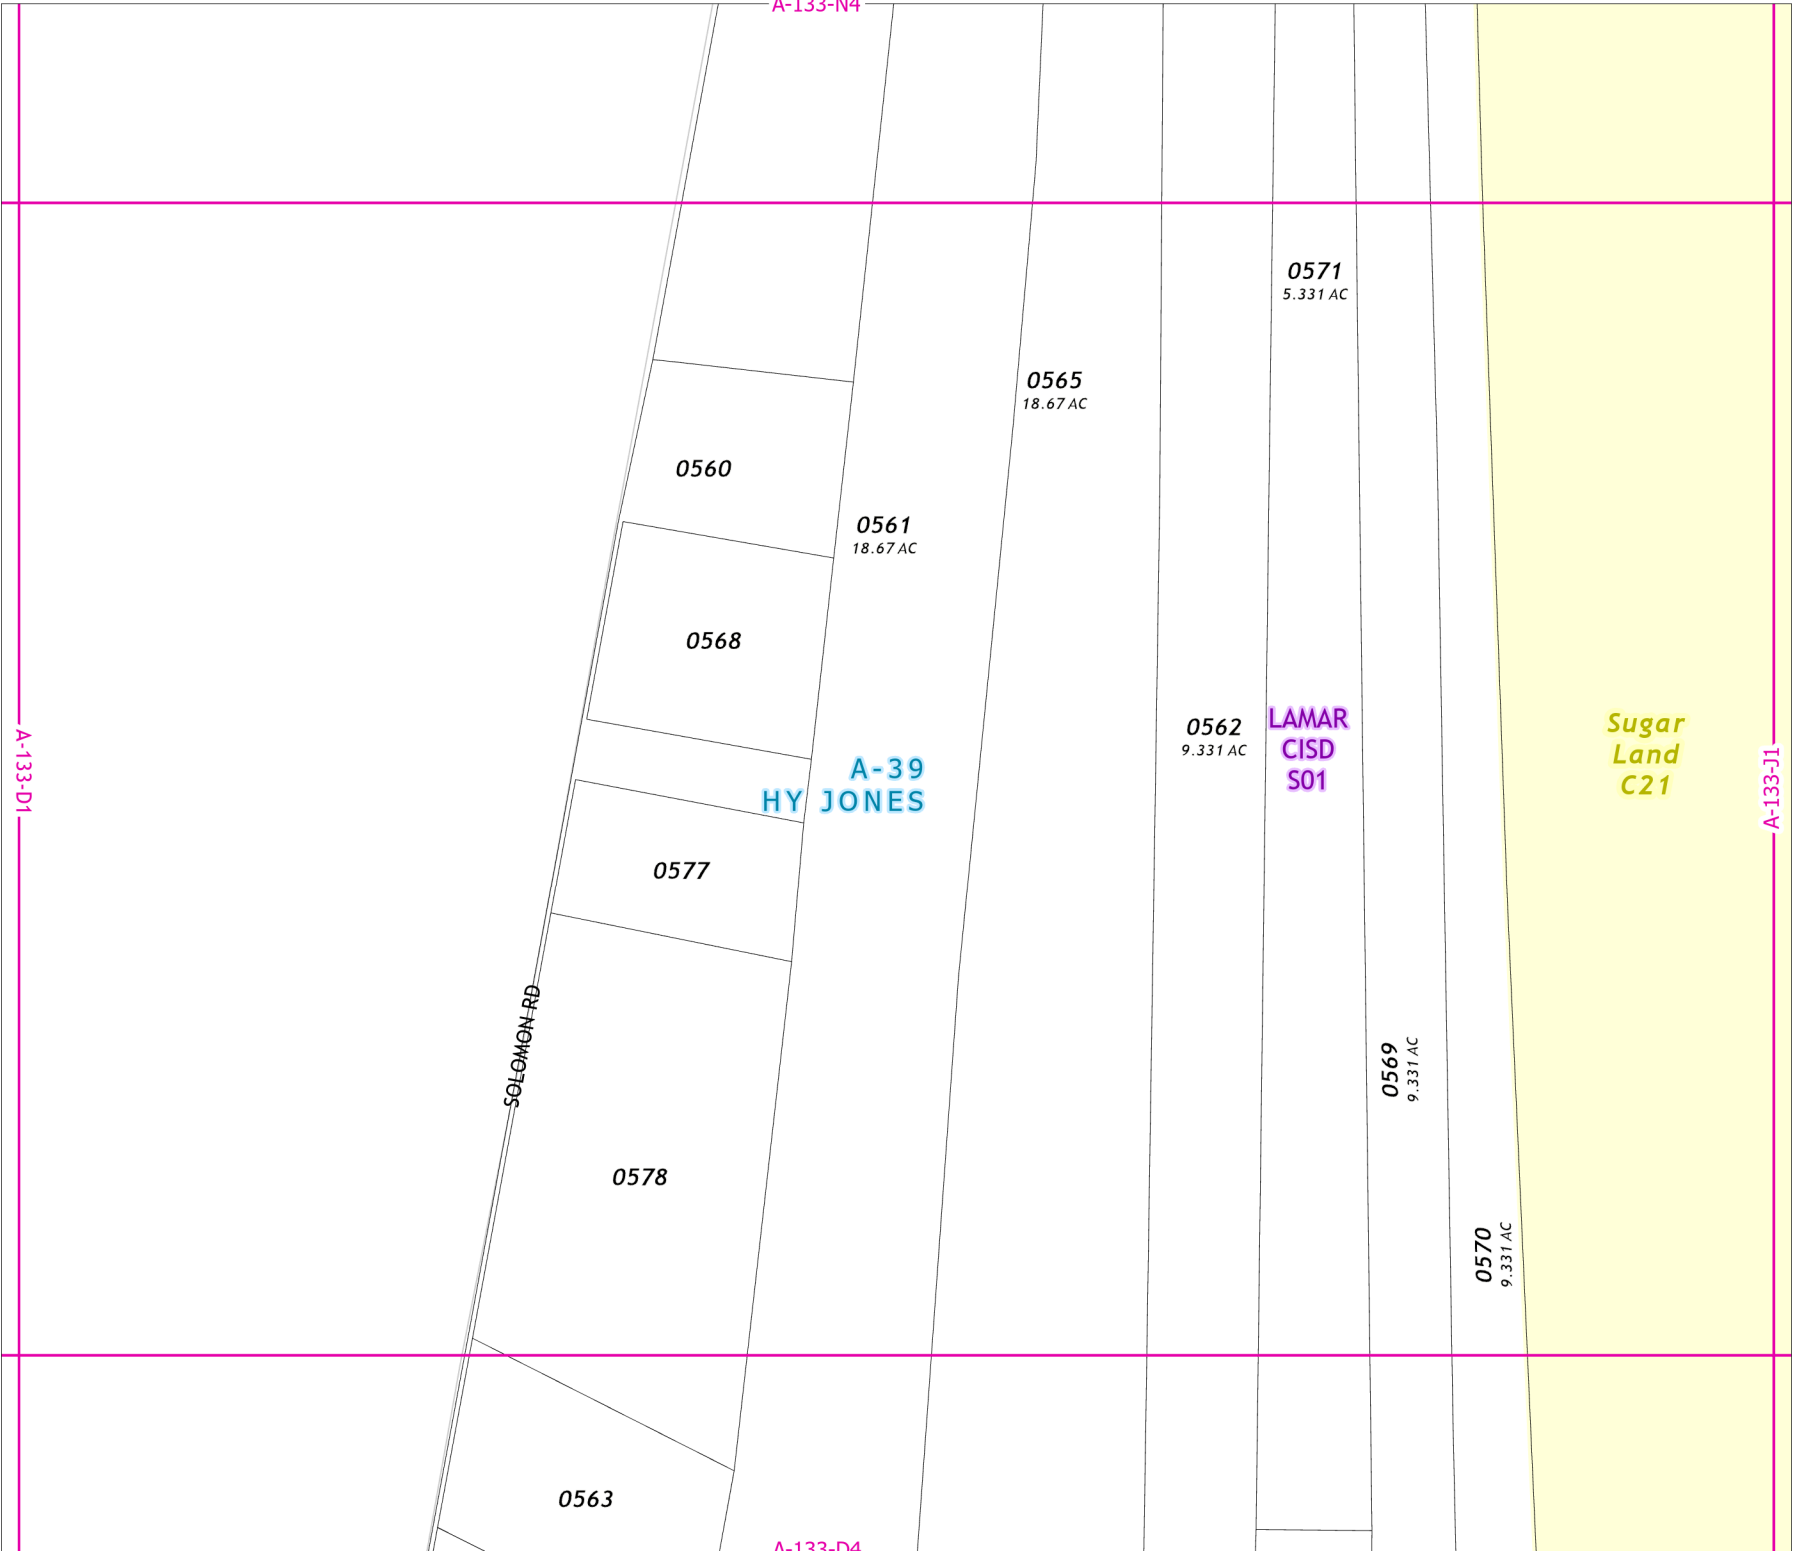 A-133-N4
0571
5.331 AC
0565
18.67 AC
0560
0561
18.67 AC
0568
0562
9.331 AC
LAMAR
CISD
S01
Sugar
Land
C21
A-133-D1
A-133-J1
A-39
HY JONES
0577
SOLOMON RD
0569
9.331 AC
0578
0570
9.331 AC
0563
A-133-D4